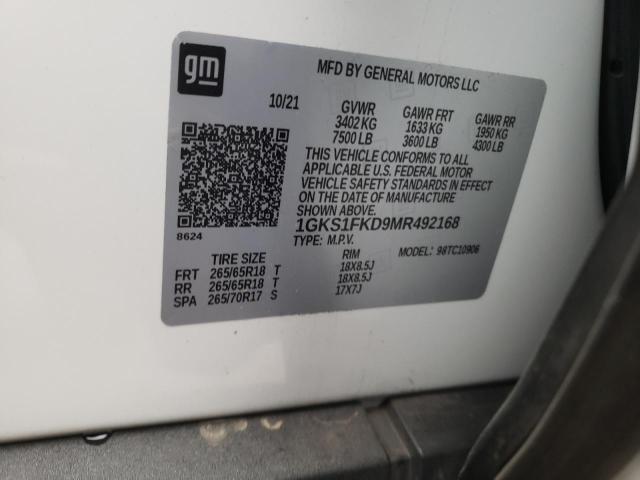 gm
MFD BY GENERAL MOTORS LLC
10/21 GVWR GAWR FRT GAWR RR
3402 KG 1633 KG 1950 KG
7500 LB 3600 LB 4300 LB
THIS VEHICLE CONFORMS TO ALL
APPLICABLE U.S. FEDERAL MOTOR
VEHICLE SAFETY STANDARDS IN EFFECT
ON THE DATE OF MANUFACTURE
SHOWN ABOVE.
1GKS1FKD9MR492168
8624 TYPE: M.P.V. MODEL: 98TC10906
TIRE SIZE RIM
FRT 265/65R18 T 18X8.5J
RR 265/65R18 T 18X8.5J
SPA 265/70R17 S 17X7J